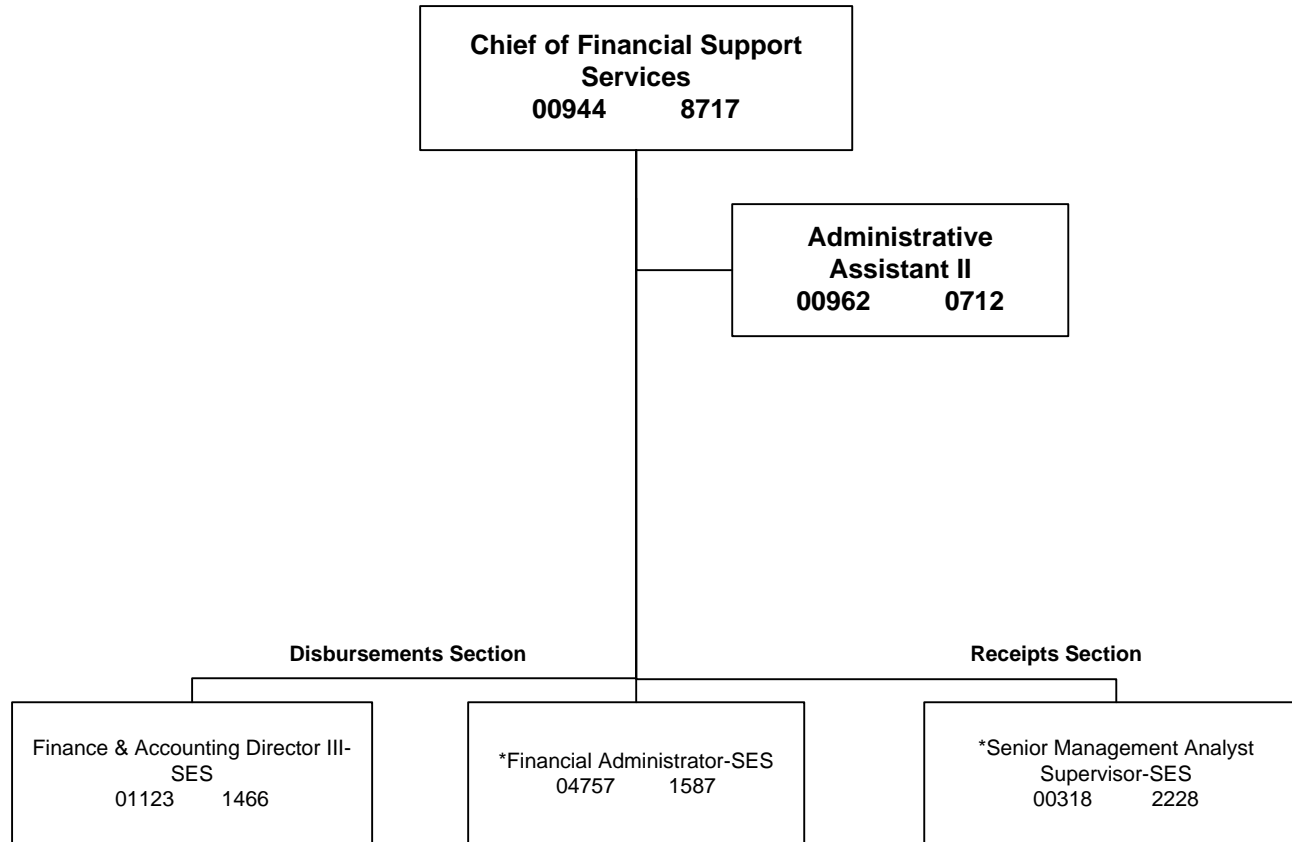 Chief of Financial Support
Services
00944 8717
Administrative
Assistant II
00962 0712
Disbursements Section
Receipts Section
Finance & Accounting Director III-
SES
01123 1466
*Financial Administrator-SES
04757 1587
*Senior Management Analyst
Supervisor-SES
00318 2228